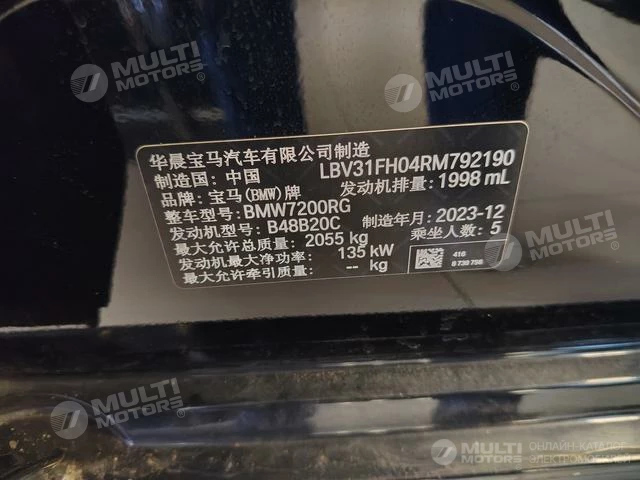 MULTI
MOTORS®
MULTI
MOTORS®
华晨宝马汽车有限公司制造
LBV31FH04RM792190
制造国: 中国
发动机排量: 1998 mL
品牌: 宝马(BMW)牌
整车型号: BMW7200RG
制造年月: 2023-12
发动机型号: B48B20C
乘坐人数: 5
最大允许总质量: 2055 kg
发动机最大净功率: 135 kW
最大允许牵引质量: -- kg
416
MULTI
MOTORS®
MULTI
MOTORS®
MULTI
MOTORS®
ОНЛАЙН-КАТАЛОГ
ЭЛЕКТРОМОБИЛЕЙ